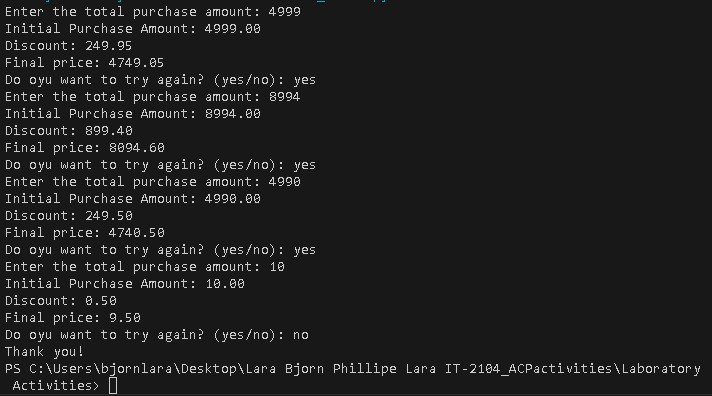 Enter the total purchase amount: 4999
Initial Purchase Amount: 4999.00
Discount: 249.95
Final price: 4749.05
Do oyu want to try again? (yes/no): yes
Enter the total purchase amount: 8994
Initial Purchase Amount: 8994.00
Discount: 899.40
Final price: 8094.60
Do oyu want to try again? (yes/no): yes
Enter the total purchase amount: 4990
Initial Purchase Amount: 4990.00
Discount: 249.50
Final price: 4740.50
Do oyu want to try again? (yes/no): yes
Enter the total purchase amount: 10
Initial Purchase Amount: 10.00
Discount: 0.50
Final price: 9.50
Do oyu want to try again? (yes/no): no
Thank you!
PS C:\Users\bjornlara\Desktop\Lara Bjorn Phillipe Lara IT-2104_ACPactivities\Laboratory
Activities>